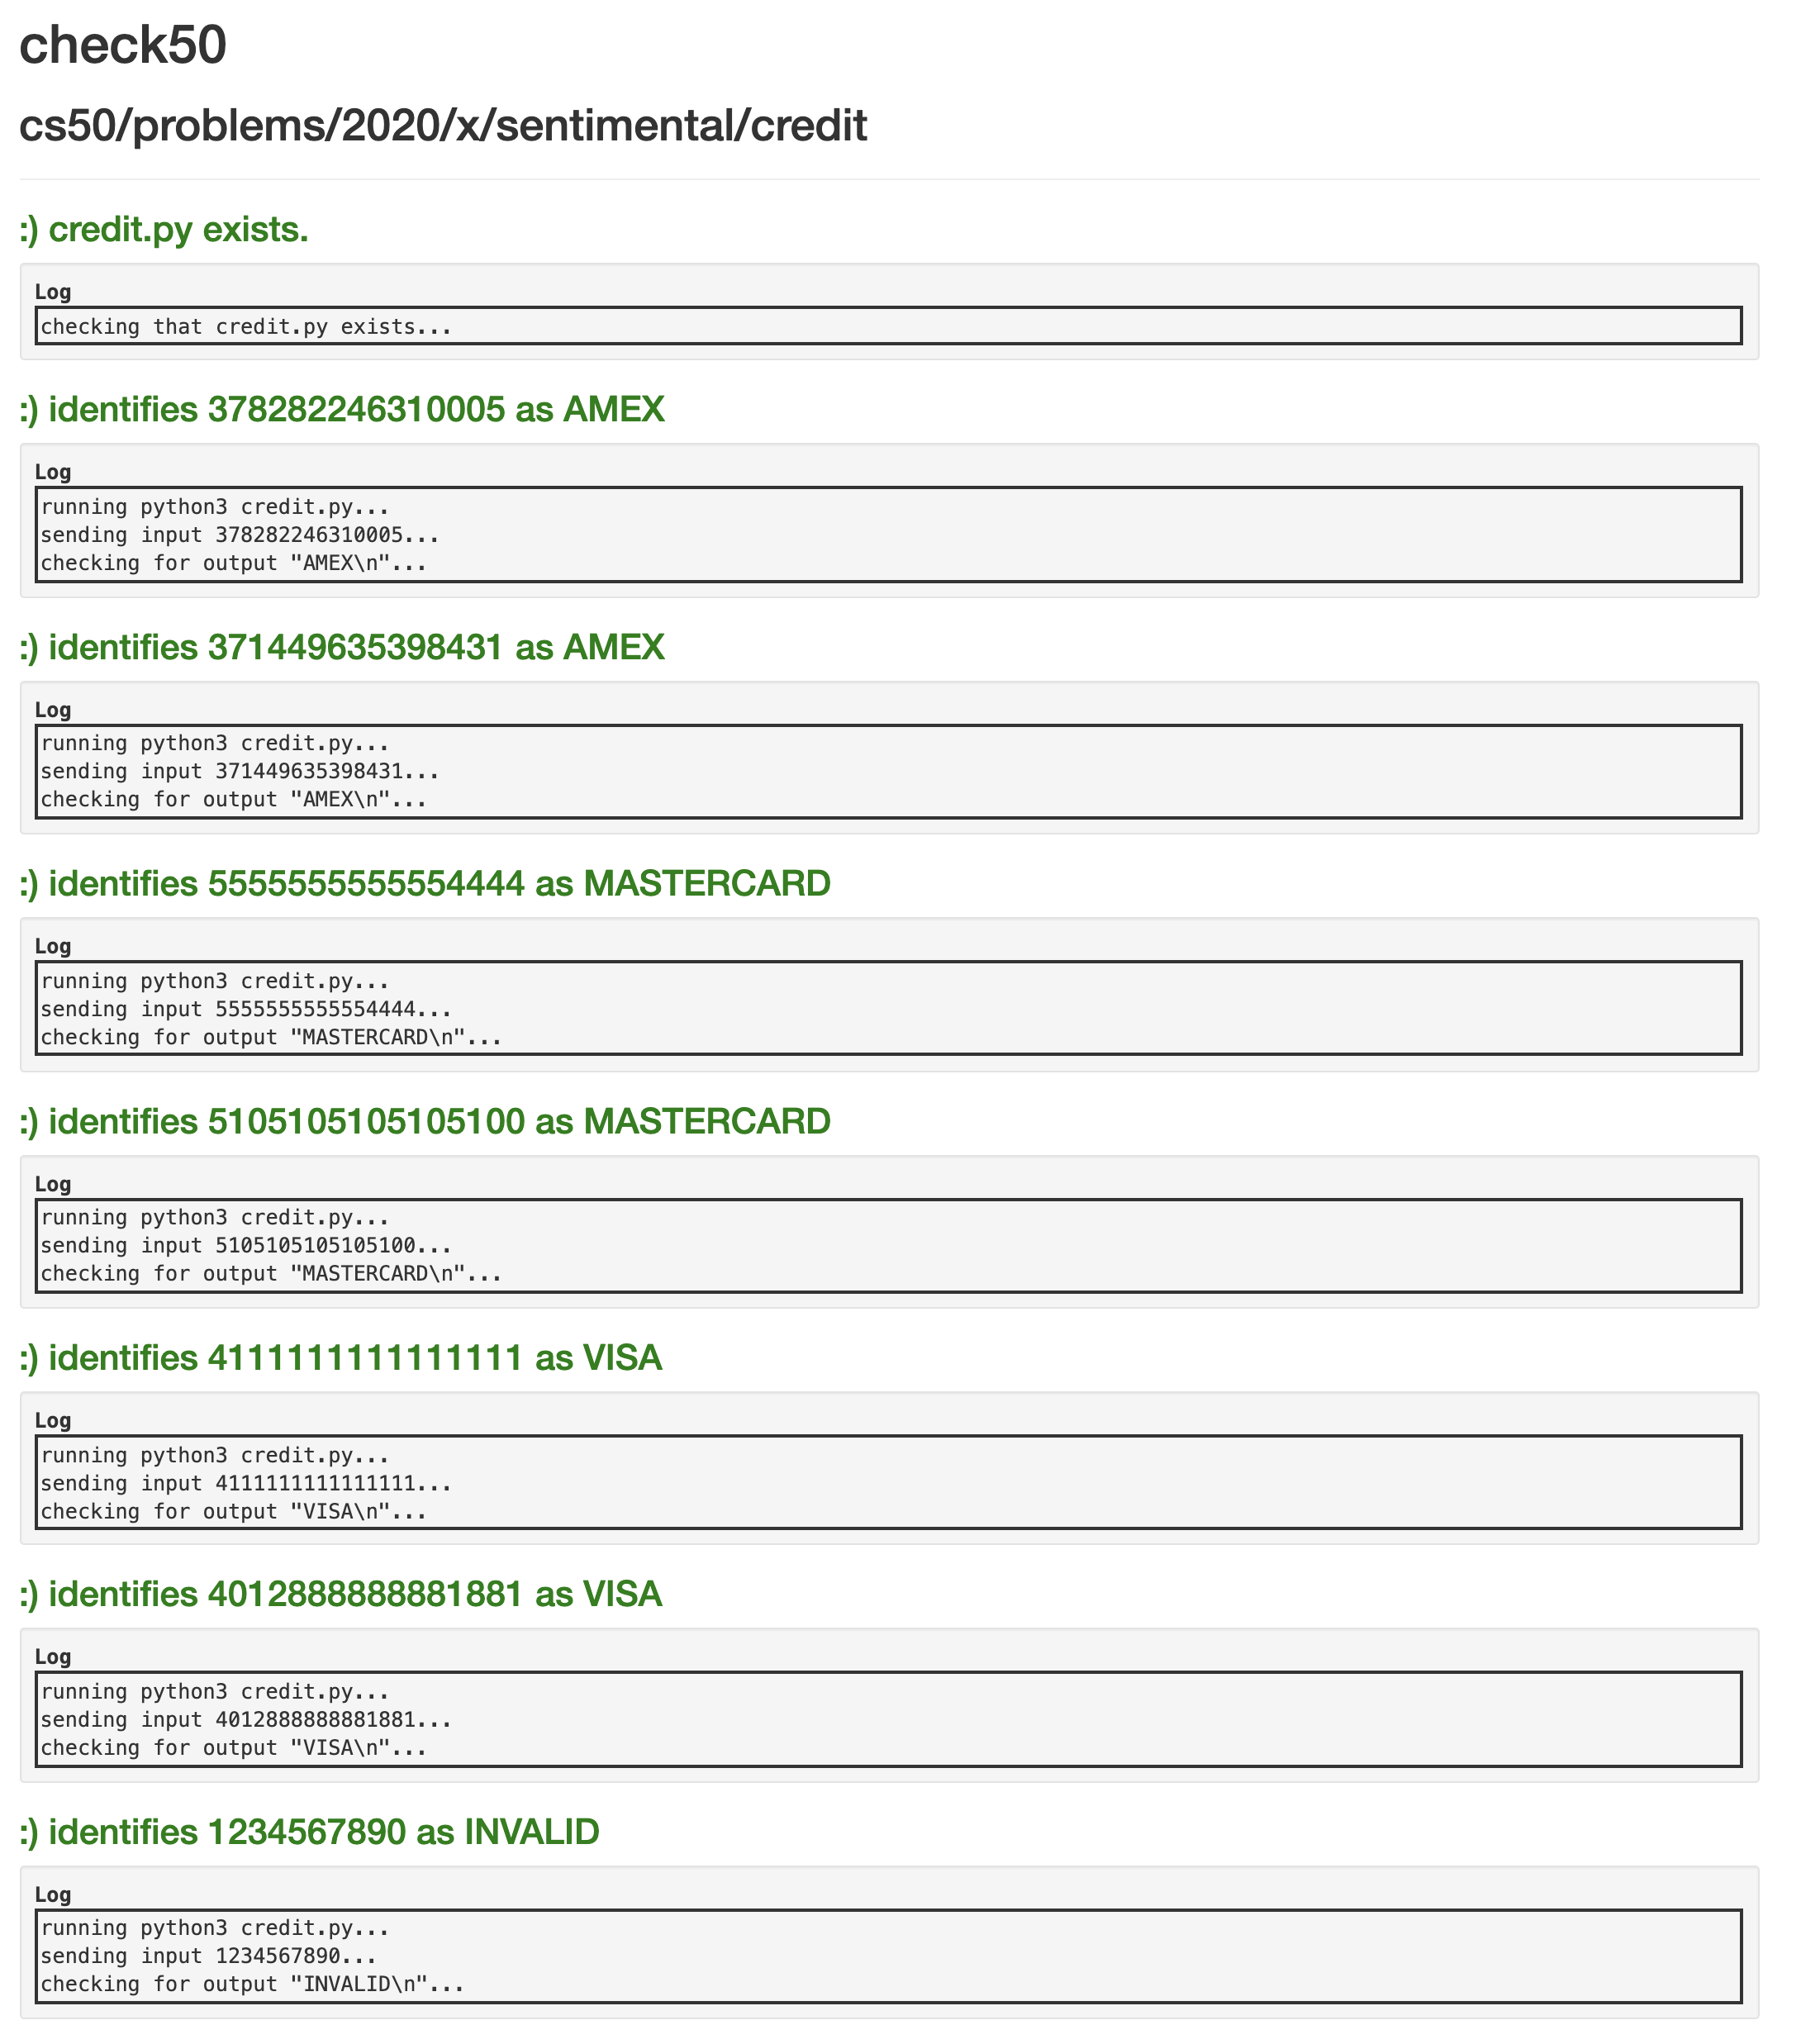 check50
cs50/problems/2020/x/sentimental/credit
:) credit.py exists.
Log
checking that credit.py exists...
:) identifies 378282246310005 as AMEX
Log
running python3 credit.py...
sending input 378282246310005...
checking for output "AMEX\n"...
:) identifies 371449635398431 as AMEX
Log
running python3 credit.py...
sending input 371449635398431...
checking for output "AMEX\n"...
:) identifies 5555555555554444 as MASTERCARD
Log
running python3 credit.py...
sending input 5555555555554444...
checking for output "MASTERCARD\n"...
:) identifies 5105105105105100 as MASTERCARD
Log
running python3 credit.py...
sending input 5105105105105100...
checking for output "MASTERCARD\n"...
:) identifies 4111111111111111 as VISA
Log
running python3 credit.py...
sending input 4111111111111111...
checking for output "VISA\n"...
:) identifies 4012888888881881 as VISA
Log
running python3 credit.py...
sending input 4012888888881881...
checking for output "VISA\n"...
:) identifies 1234567890 as INVALID
Log
running python3 credit.py...
sending input 1234567890...
checking for output "INVALID\n"...